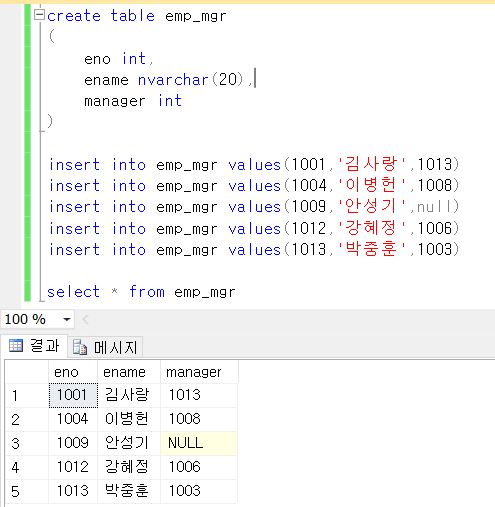 create table emp_mgr
(
eno int,
ename nvarchar(20),
manager int
)
insert into emp_mgr values(1001,'김사랑',1013)
insert into emp_mgr values(1004,'이병헌',1008)
insert into emp_mgr values(1009,'안성기',null)
insert into emp_mgr values(1012,'강혜정',1006)
insert into emp_mgr values(1013,'박중훈',1003)
select * from emp_mgr
100 %
결과 메시지
eno ename manager
1 1001 김사랑 1013
2 1004 이병헌 1008
3 1009 안성기 NULL
4 1012 강혜정 1006
5 1013 박중훈 1003